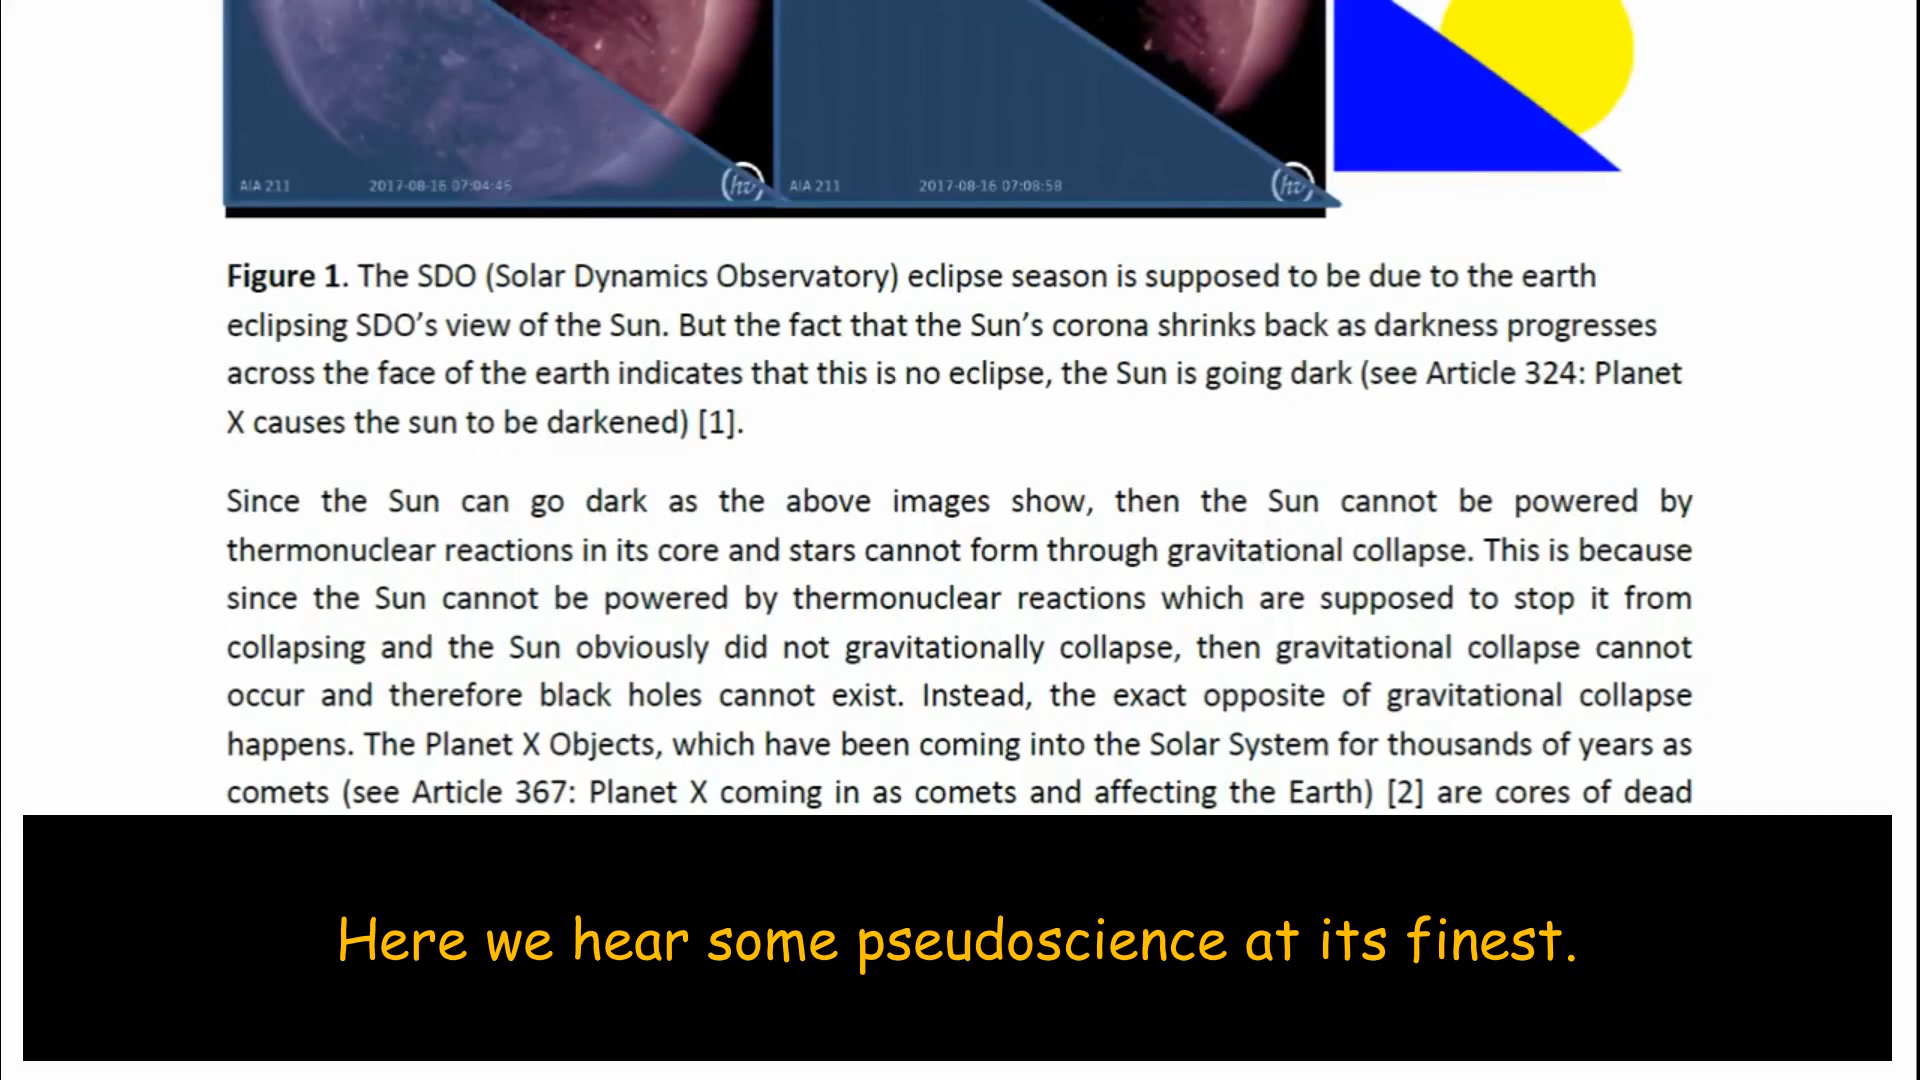 AIA 211 2017-08-16 07:04:46 hv AIA 211 2017-08-16 07:08:58 hv
Figure 1. The SDO (Solar Dynamics Observatory) eclipse season is supposed to be due to the earth
eclipsing SDO’s view of the Sun. But the fact that the Sun’s corona shrinks back as darkness progresses
across the face of the earth indicates that this is no eclipse, the Sun is going dark (see Article 324: Planet
X causes the sun to be darkened) [1].
Since the Sun can go dark as the above images show, then the Sun cannot be powered by
thermonuclear reactions in its core and stars cannot form through gravitational collapse. This is because
since the Sun cannot be powered by thermonuclear reactions which are supposed to stop it from
collapsing and the Sun obviously did not gravitationally collapse, then gravitational collapse cannot
occur and therefore black holes cannot exist. Instead, the exact opposite of gravitational collapse
happens. The Planet X Objects, which have been coming into the Solar System for thousands of years as
comets (see Article 367: Planet X coming in as comets and affecting the Earth) [2] are cores of dead
Here we hear some pseudoscience at its finest.